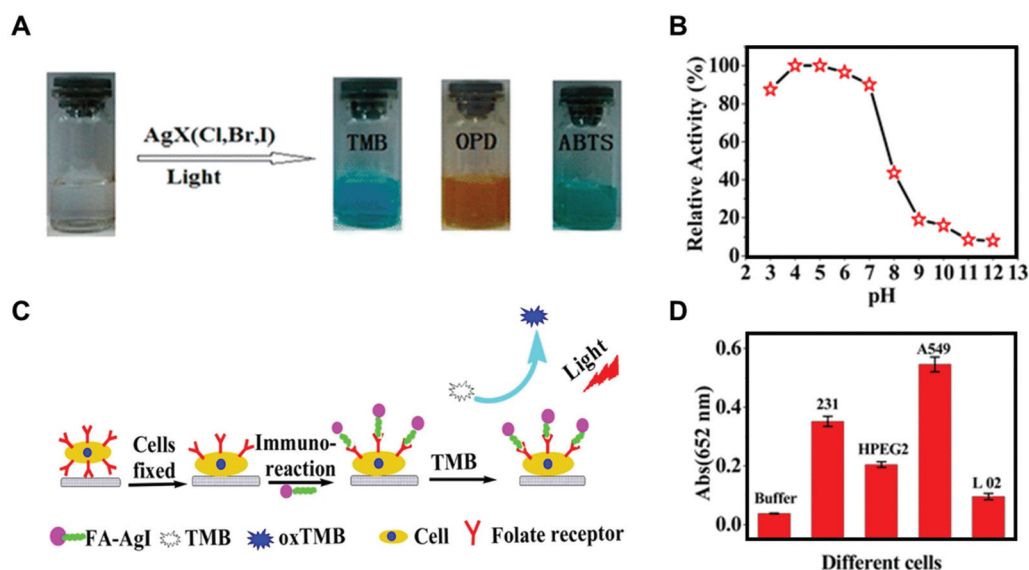 A
AgX(Cl,Br,I)
Light
TMB
OPD
ABTS
B
Relative Activity (%)
100
80
60
40
20
0
2 3 4 5 6 7 8 9 10 11 12 13
pH
C
Cells
fixed
Immuno-
reaction
TMB
Light
FA-AgI
TMB
oxTMB
Cell
Folate receptor
D
Abs(652 nm)
0.6
0.4
0.2
0.0
Buffer
231
HPEG2
A549
L 02
Different cells